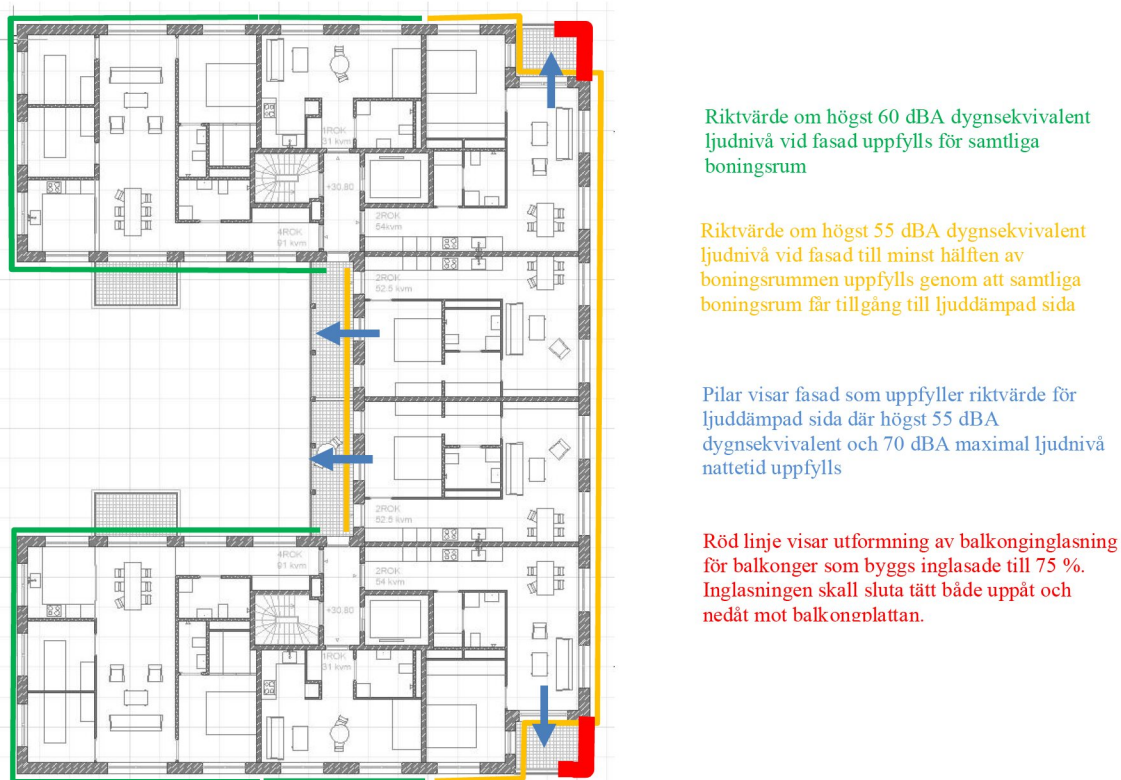 Riktvärde om högst 60 dBA dygnsekvivalent
ljudnivå vid fasad uppfylls för samtliga
boningsrum
Riktvärde om högst 55 dBA dygnsekvivalent
ljudnivå vid fasad till minst hälften av
boningsrummen uppfylls genom att samtliga
boningsrum får tillgång till ljuddämpad sida
Pilar visar fasad som uppfyller riktvärde för
ljuddämpad sida där högst 55 dBA
dygnsekvivalent och 70 dBA maximal ljudnivå
nattetid uppfylls
Röd linje visar utformning av balkonginglasning
för balkonger som byggs inglasade till 75 %.
Inglasningen skall sluta tätt både uppåt och
nedåt mot balkongplattan.
1ROK
31 kvm
+30.80
4ROK
91 kvm
2ROK
54kvm
2ROK
52.5 kvm
2ROK
52.5 kvm
4ROK
91 kvm
2ROK
54 kvm
+30.80
1ROK
31 kvm